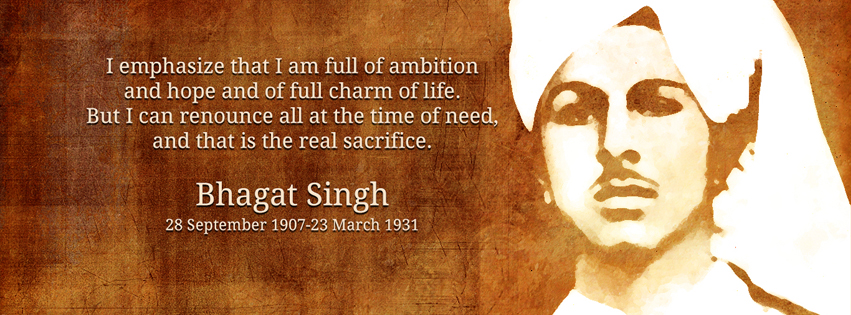 I emphasize that I am full of ambition
and hope and of full charm of life.
But I can renounce all at the time of need,
and that is the real sacrifice.
Bhagat Singh
28 September 1907-23 March 1931